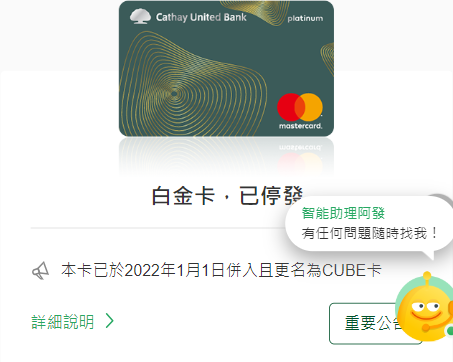 Cathay United Bank
platinum
mastercard.
白金卡，已停發
智能助理阿發
有任何問題隨時找我！
本卡已於2022年1月1日併入且更名為CUBE卡
詳細說明
重要公告